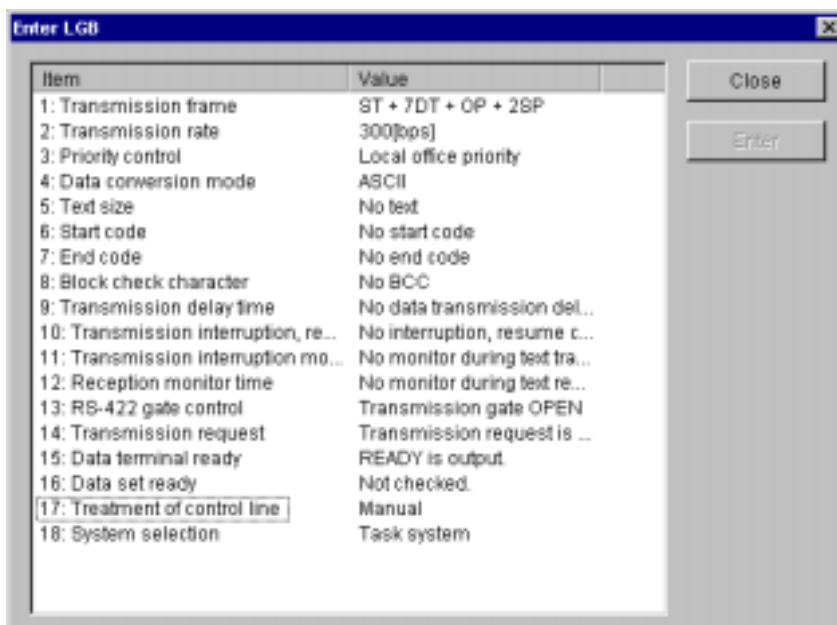 Enter LGB
Item Value
Close
1: Transmission frame ST + 7DT + OP + 2SP
2: Transmission rate 300[bps]
Enter
3: Priority control Local office priority
4: Data conversion mode ASCII
5: Text size No text
6: Start code No start code
7: End code No end code
8: Block check character No BCC
9: Transmission delay time No data transmission del...
10: Transmission interruption, re... No interruption, resume c...
11: Transmission interruption mo... No monitor during text tra...
12: Reception monitor time No monitor during text re...
13: RS-422 gate control Transmission gate OPEN
14: Transmission request Transmission request is ...
15: Data terminal ready READY is output.
16: Data set ready Not checked.
17: Treatment of control line Manual
18: System selection Task system